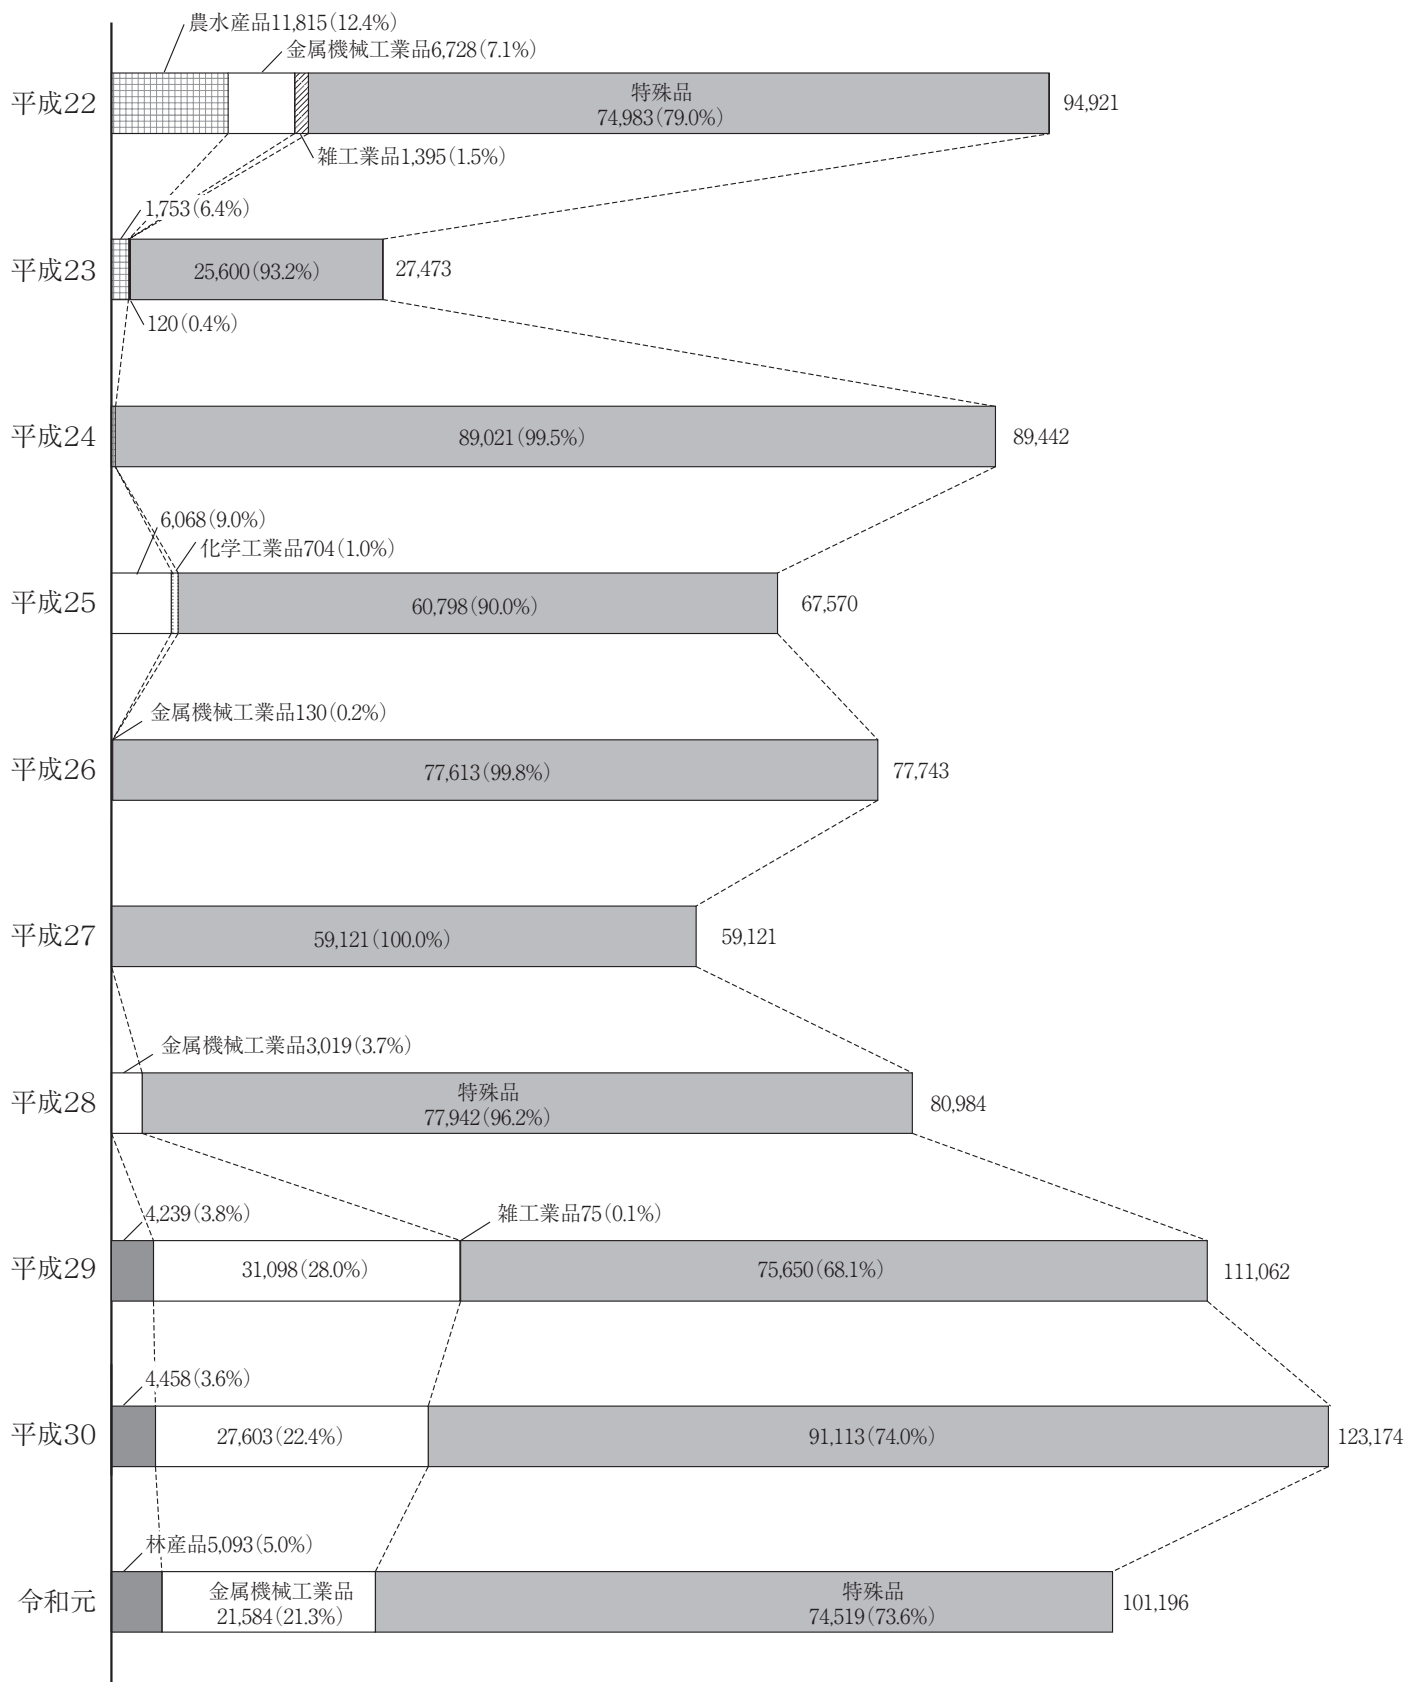 農水産品11,815(12.4%)
金属機械工業品6,728(7.1%)
平成22
特殊品
74,983(79.0%)
94,921
雑工業品1,395(1.5%)
1,753(6.4%)
平成23
25,600(93.2%)
27,473
120(0.4%)
平成24
89,021(99.5%)
89,442
6,068(9.0%)
化学工業品704(1.0%)
平成25
60,798(90.0%)
67,570
金属機械工業品130(0.2%)
平成26
77,613(99.8%)
77,743
平成27
59,121(100.0%)
59,121
金属機械工業品3,019(3.7%)
平成28
特殊品
77,942(96.2%)
80,984
4,239(3.8%)
雑工業品75(0.1%)
平成29
31,098(28.0%)
75,650(68.1%)
111,062
4,458(3.6%)
平成30
27,603(22.4%)
91,113(74.0%)
123,174
林産品5,093(5.0%)
令和元
金属機械工業品
21,584(21.3%)
特殊品
74,519(73.6%)
101,196